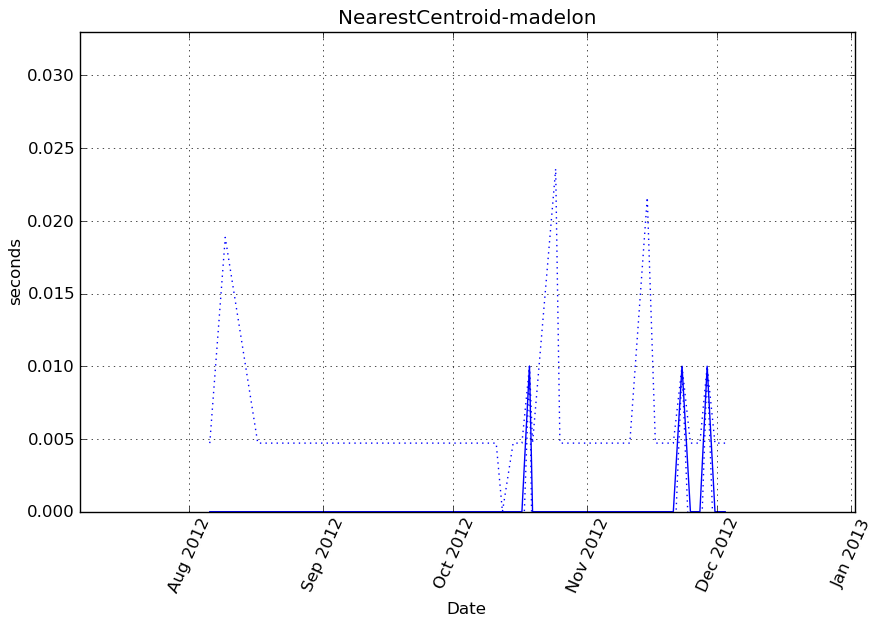 NearestCentroid-madelon
0.030
0.025
0.020
0.015
0.010
0.005
0.000
seconds
Aug 2012
Sep 2012
Oct 2012
Nov 2012
Dec 2012
Jan 2013
Date